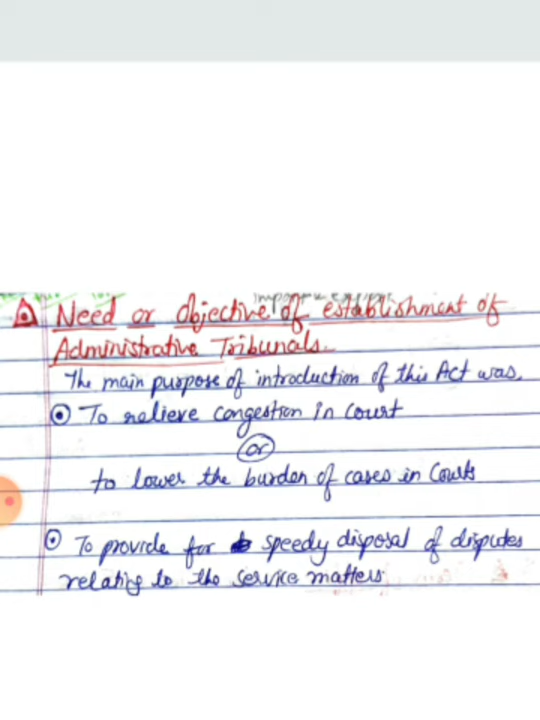 Need or objective of establishment of
Administrative Tribunals.
The main purpose of introduction of this Act was.
To relieve congestion in court
or
to lower the burden of cases in Courts
To provide for speedy disposal of disputes
relating to the service matters